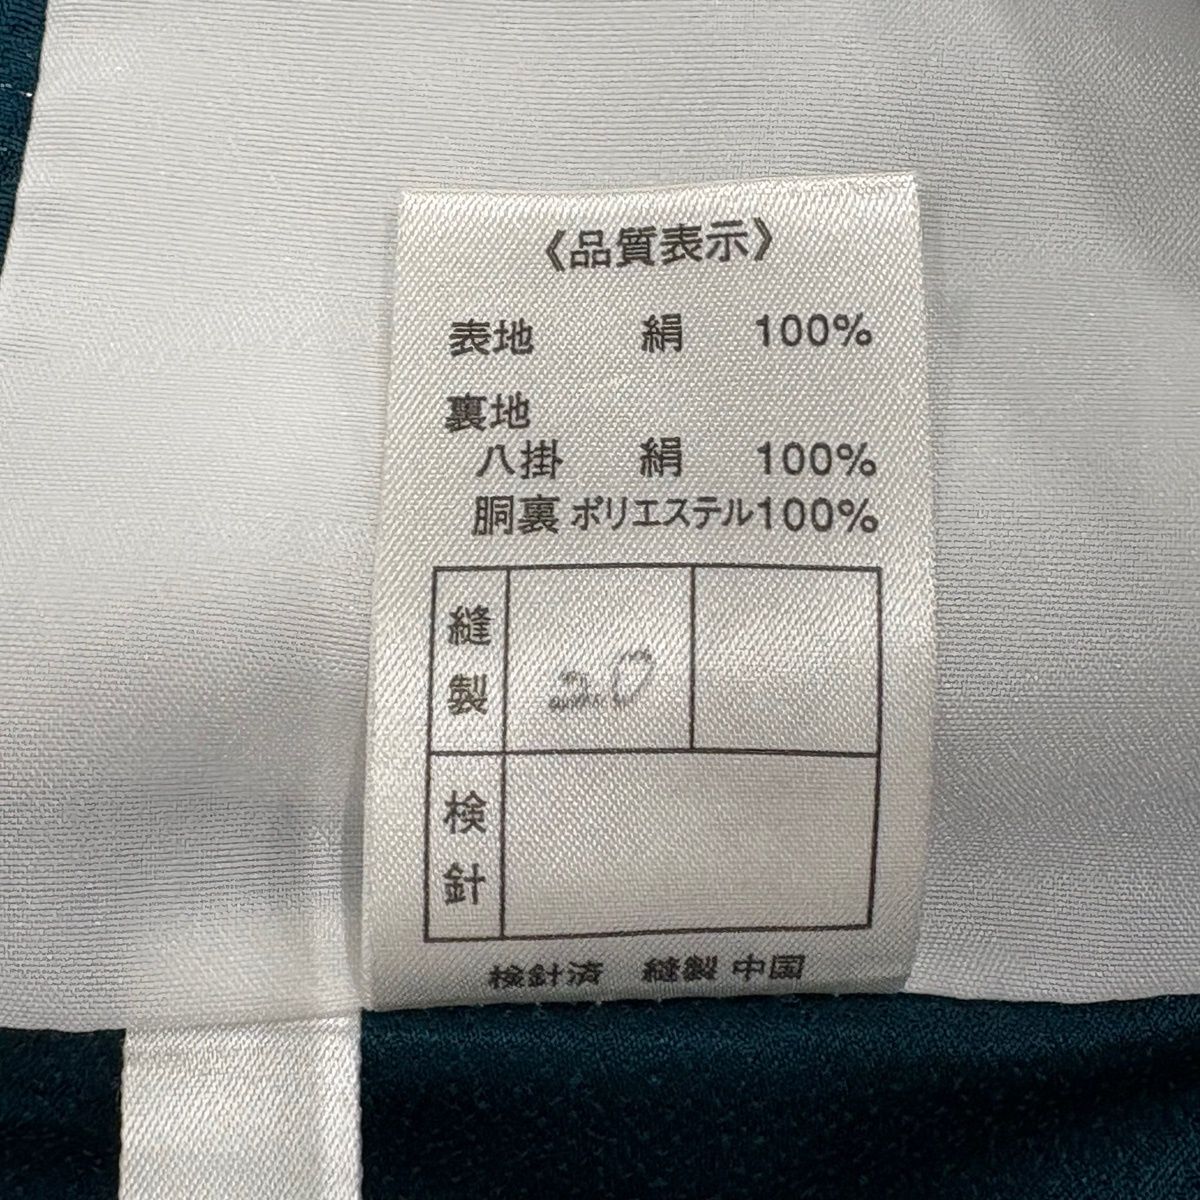 《品質表示》
表地 絹 100%
裏地
八掛 絹 100%
胴裏 ポリエステル100%
縫製 20
検針
検針済 縫製 中国